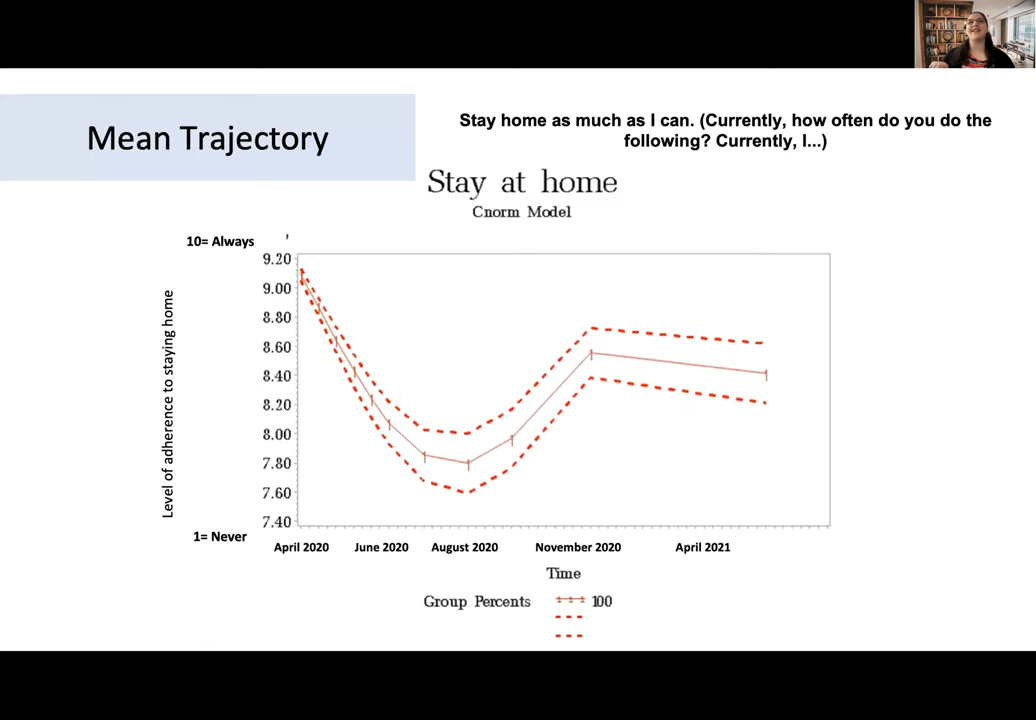 Mean Trajectory
Stay home as much as I can. (Currently, how often do you do the
following? Currently, I...)
Stay at home
Cnorm Model
10= Always
9.20
9.00
8.80
8.60
8.40
8.20
8.00
7.80
7.60
7.40
Level of adherence to staying home
1= Never
April 2020
June 2020
August 2020
November 2020
April 2021
Time
Group Percents
100